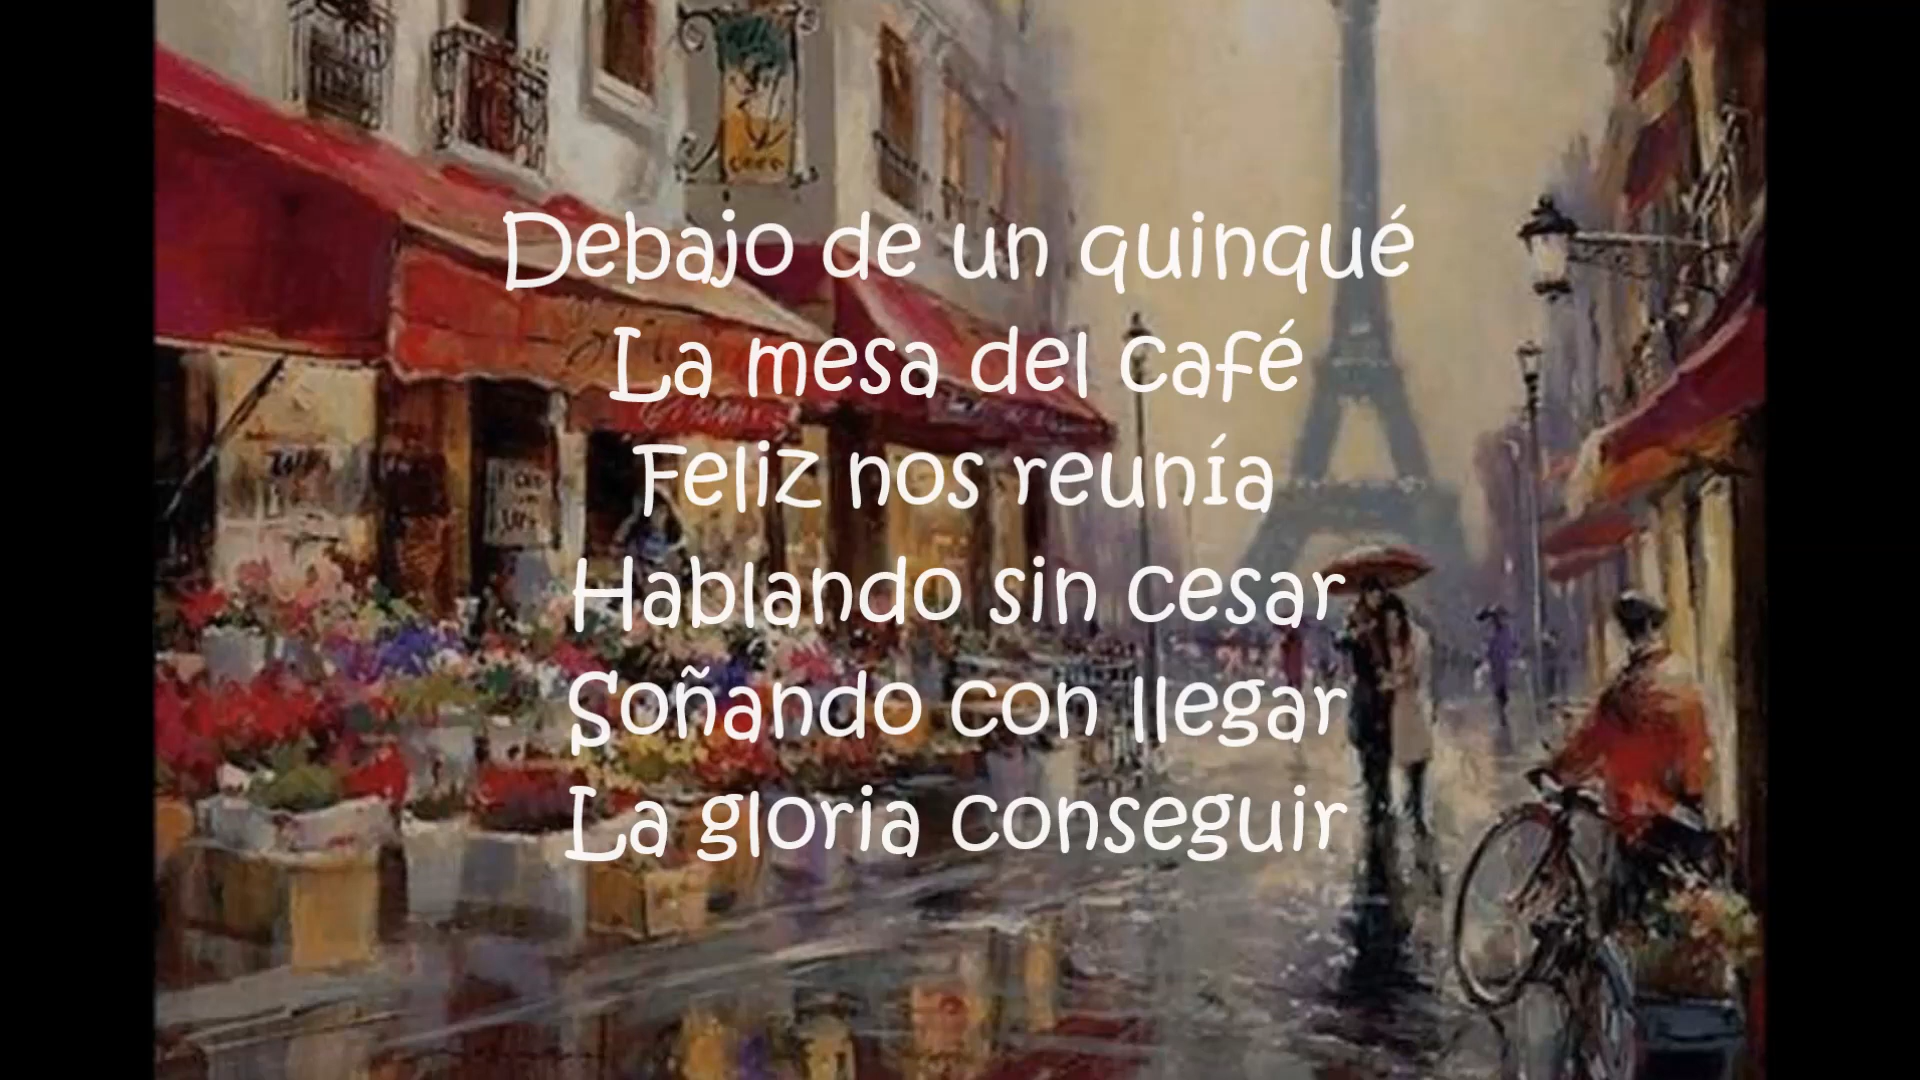 Debajo de un quinqué
La mesa del café
Feliz nos reunía
Hablando sin cesar
Soñando con llegar
La gloria conseguir